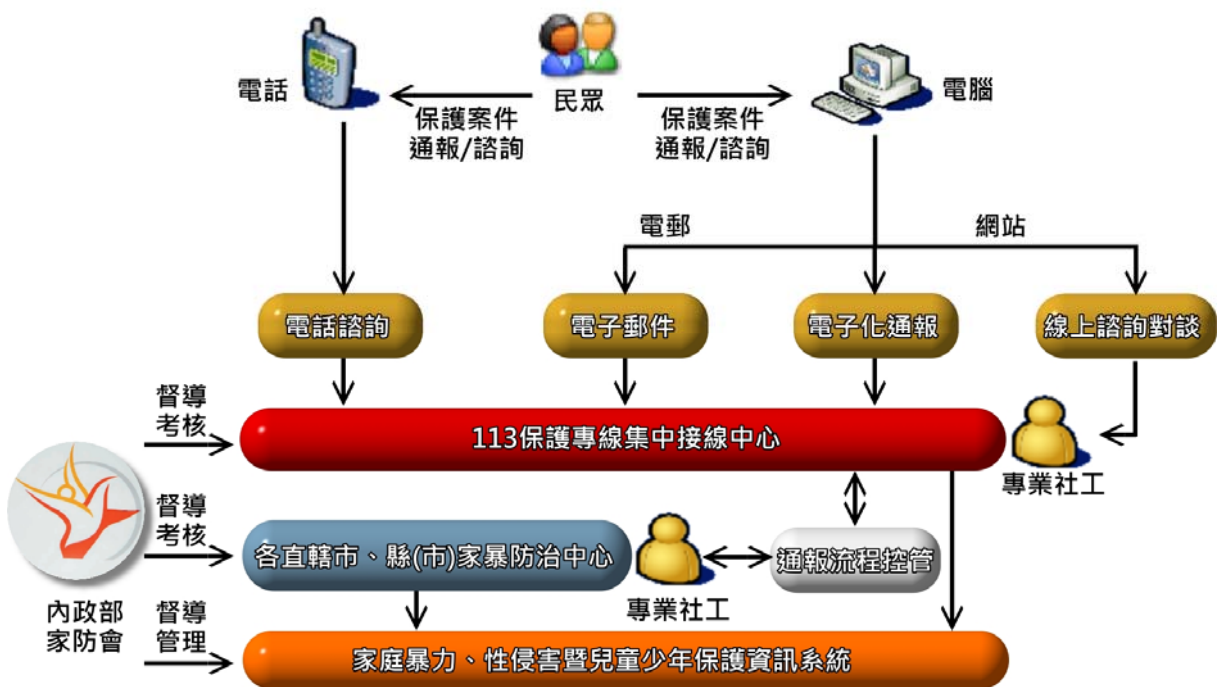 電話
民眾
電腦
保護案件
通報/諮詢
保護案件
通報/諮詢
電郵
網站
電話諮詢
電子郵件
電子化通報
線上諮詢對談
督導
考核
113保護專線集中接線中心
專業社工
督導
考核
各直轄市、縣(市)家暴防治中心
專業社工
通報流程控管
內政部
家防會
督導
管理
家庭暴力、性侵害暨兒童少年保護資訊系統